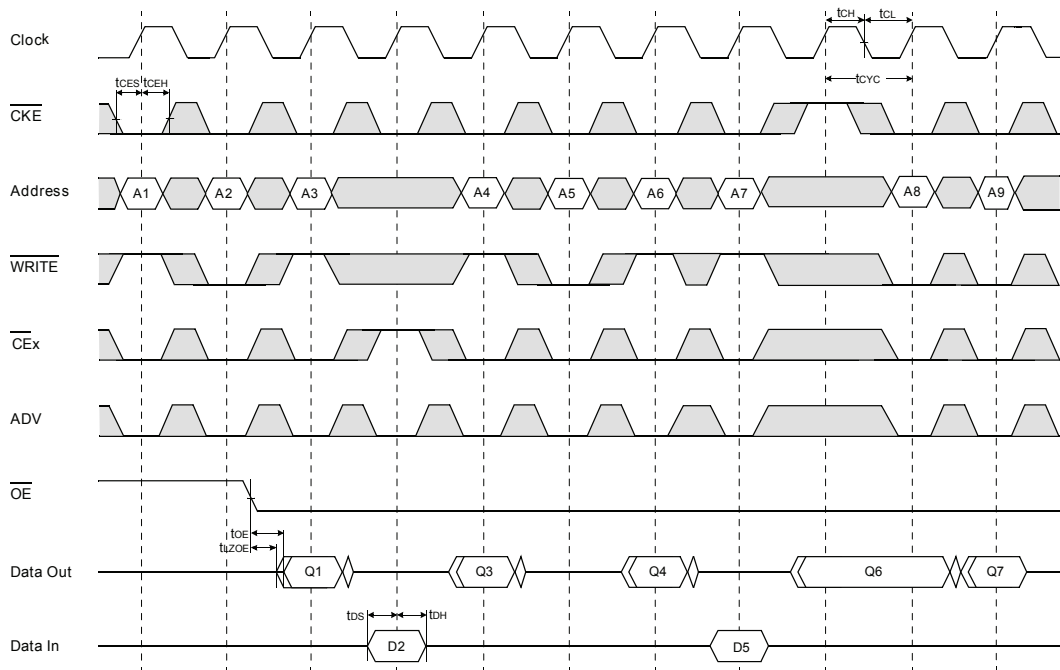 Clock
tCH
tCL
tCYC
CKE
tCES
tCEH
Address
A1
A2
A3
A4
A5
A6
A7
A8
A9
WRITE
CEx
ADV
OE
tOE
tLZOE
Data Out
Q1
Q3
Q4
Q6
Q7
tDS
tDH
Data In
D2
D5